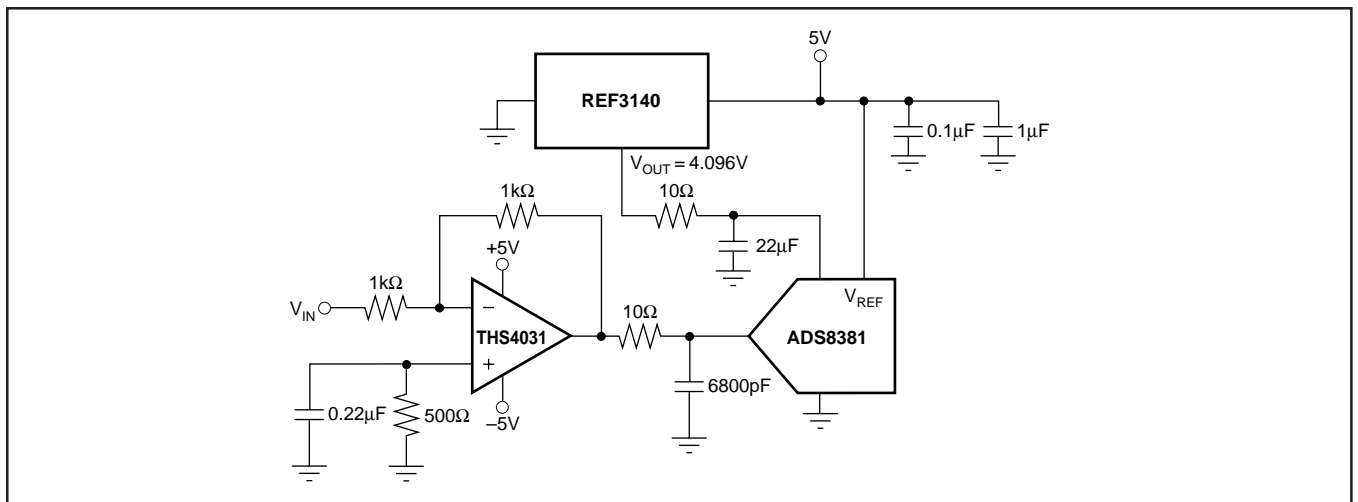 5V
REF3140
0.1µF
1µF
V_OUT = 4.096V
1kΩ
10Ω
+5V
22µF
1kΩ
V_IN
−
THS4031
10Ω
V_REF
ADS8381
+
6800pF
0.22µF
500Ω
−5V